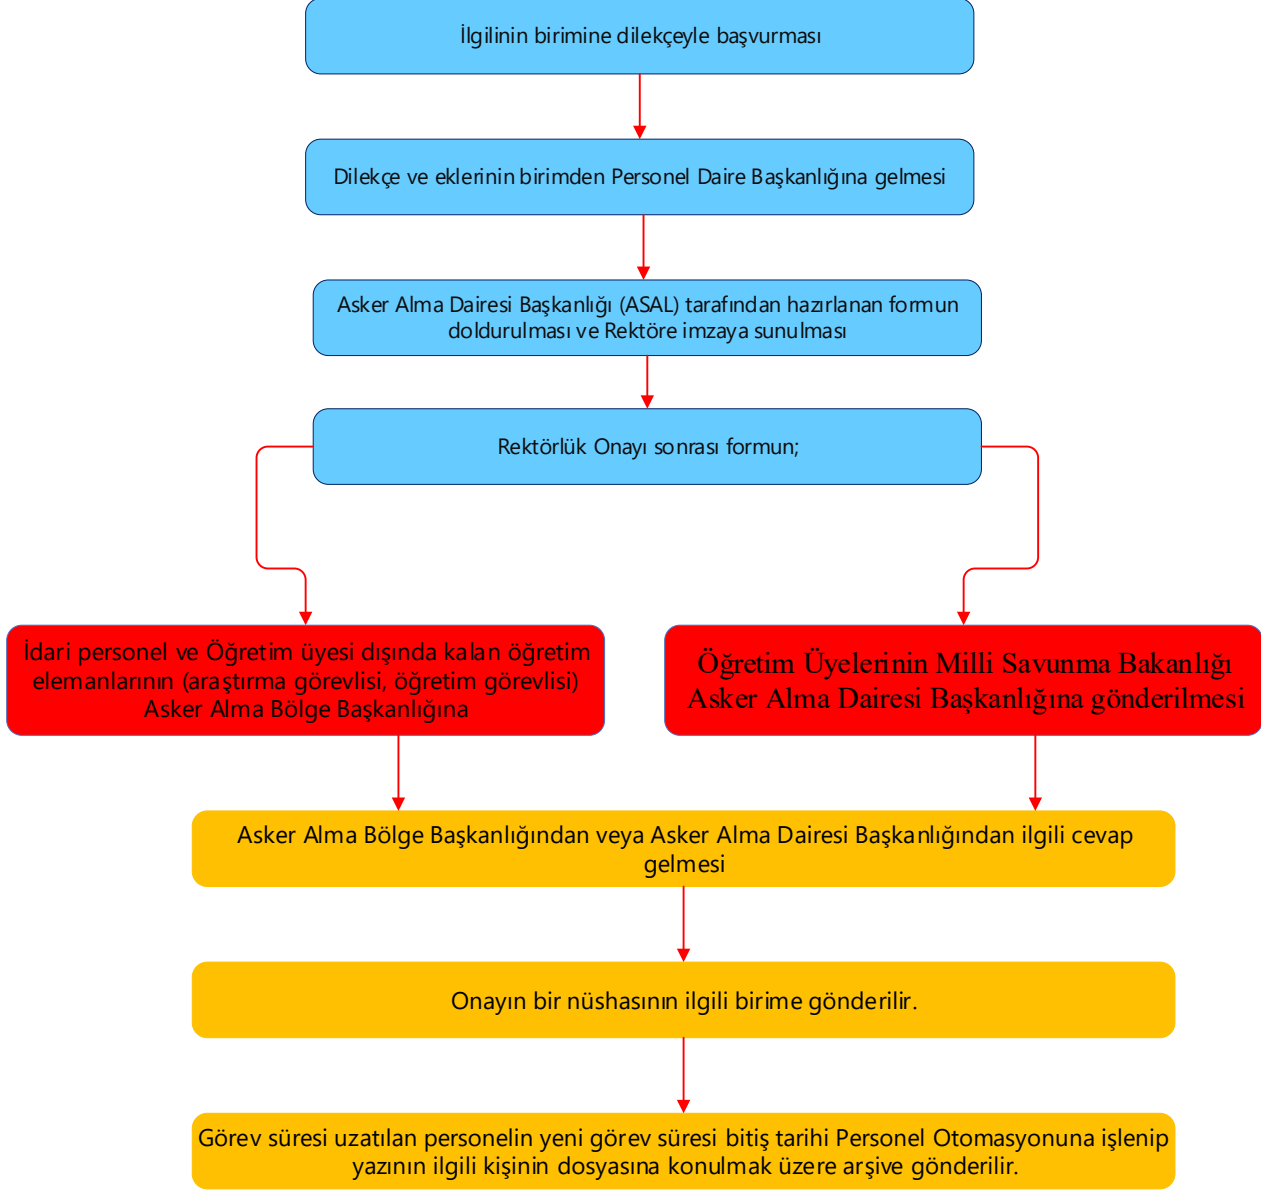 İlgilinin birimine dilekçeyle başvurması
Dilekçe ve eklerinin birimden Personel Daire Başkanlığına gelmesi
Asker Alma Dairesi Başkanlığı (ASAL) tarafından hazırlanan formun
doldurulması ve Rektöre imzaya sunulması
Rektörlük Onayı sonrası formun;
İdari personel ve Öğretim üyesi dışında kalan öğretim
elemanlarının (araştırma görevlisi, öğretim görevlisi)
Asker Alma Bölge Başkanlığına
Öğretim Üyelerinin Milli Savunma Bakanlığı
Asker Alma Dairesi Başkanlığına gönderilmesi
Asker Alma Bölge Başkanlığından veya Asker Alma Dairesi Başkanlığından ilgili cevap
gelmesi
Onayın bir nüshasının ilgili birime gönderilir.
Görev süresi uzatılan personelin yeni görev süresi bitiş tarihi Personel Otomasyonuna işlenip
yazının ilgili kişinin dosyasına konulmak üzere arşive gönderilir.